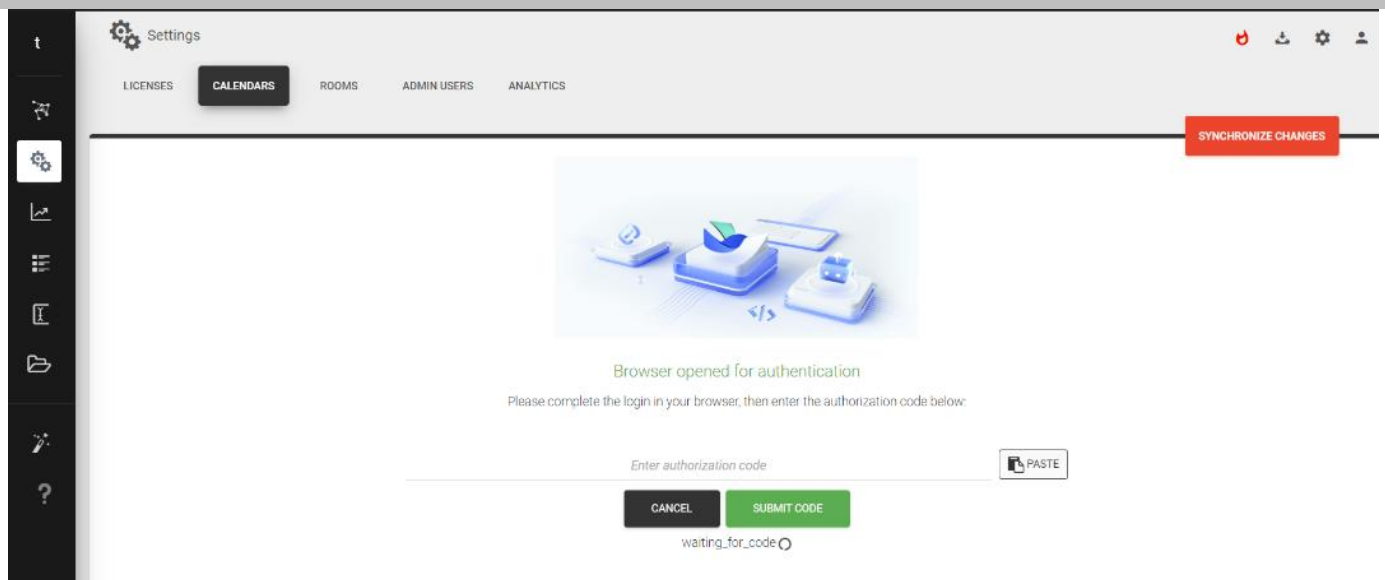 t
Settings
LICENSES CALENDARS ROOMS ADMIN USERS ANALYTICS
SYNCHRONIZE CHANGES
</>
Browser opened for authentication
Please complete the login in your browser, then enter the authorization code below:
Enter authorization code PASTE
CANCEL SUBMIT CODE
waiting_for_code
?